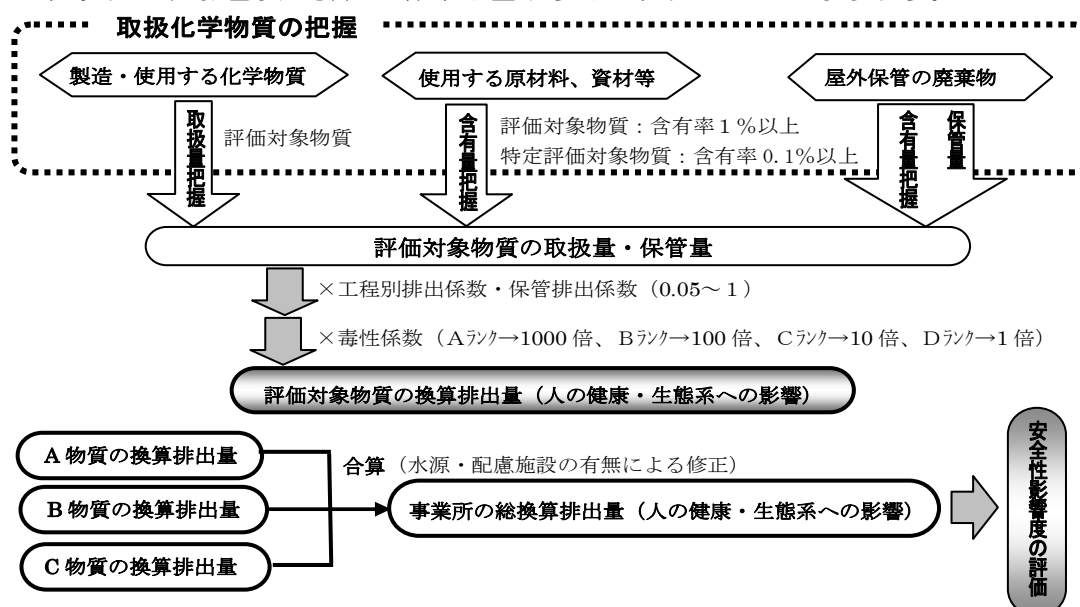 取扱化学物質の把握
製造・使用する化学物質
使用する原材料、資材等
屋外保管の廃棄物
取扱量把握
評価対象物質
含有量把握
評価対象物質：含有率１％以上
特定評価対象物質：含有率 0.1％以上
含有量把握
保管量
評価対象物質の取扱量・保管量
×工程別排出係数・保管排出係数（0.05～１）
×毒性係数（Aﾗﾝｸ→1000 倍、Bﾗﾝｸ→100 倍、Cﾗﾝｸ→10 倍、Dﾗﾝｸ→1 倍）
評価対象物質の換算排出量（人の健康・生態系への影響）
A 物質の換算排出量
B 物質の換算排出量
C 物質の換算排出量
合算（水源・配慮施設の有無による修正）
事業所の総換算排出量（人の健康・生態系への影響）
安全性影響度の評価